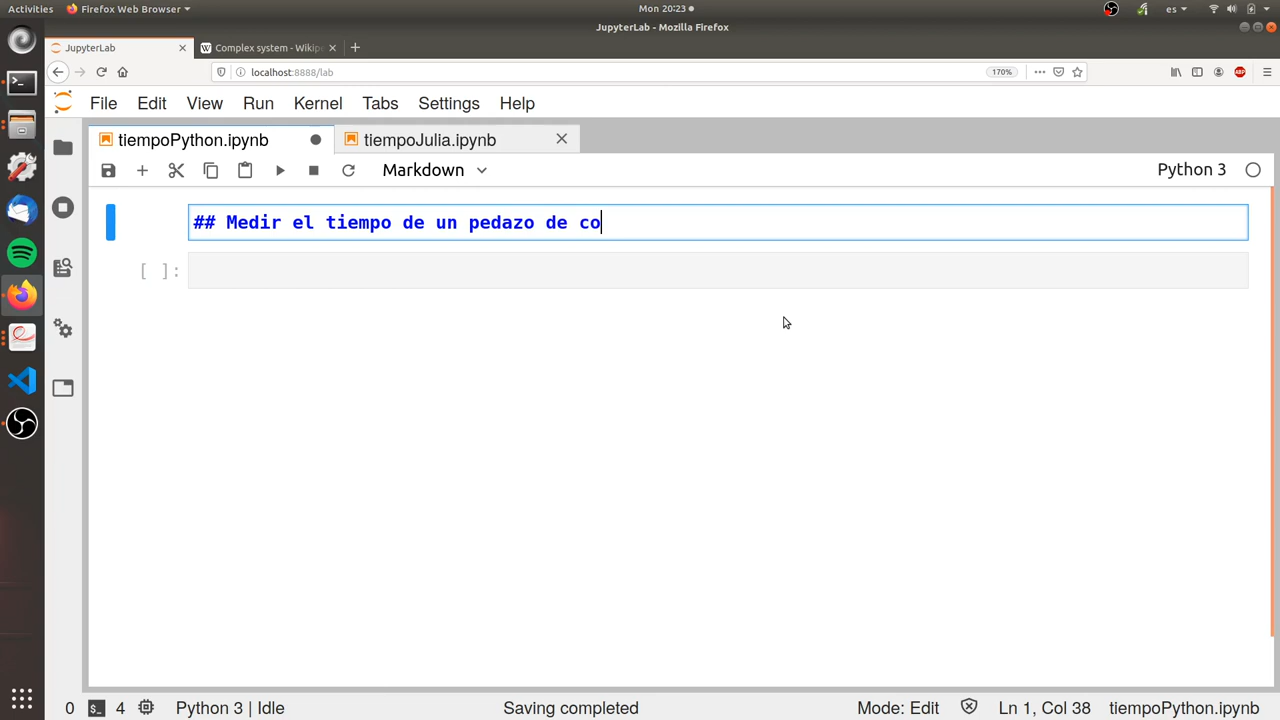 Activities Firefox Web Browser Mon 20:23 es
JupyterLab - Mozilla Firefox
JupyterLab Complex system - Wikipe
localhost:8888/lab 170% ABP
File Edit View Run Kernel Tabs Settings Help
tiempoPython.ipynb tiempoJulia.ipynb
Markdown Python 3
## Medir el tiempo de un pedazo de co
[ ]:
0 $_ 4 Python 3 | Idle Saving completed Mode: Edit Ln 1, Col 38 tiempoPython.ipynb